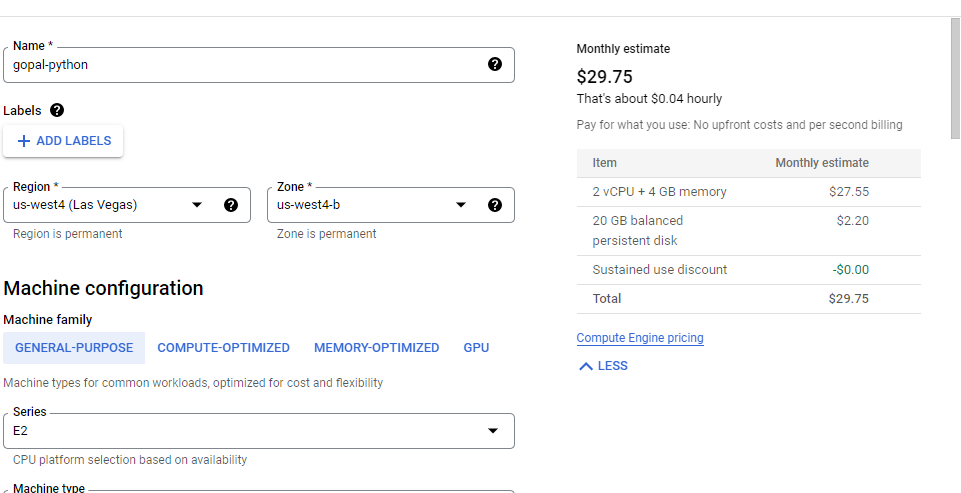 Name *
gopal-python
Labels
ADD LABELS
Region *
us-west4 (Las Vegas)
Region is permanent
Zone *
us-west4-b
Zone is permanent
Machine configuration
Machine family
GENERAL-PURPOSE COMPUTE-OPTIMIZED MEMORY-OPTIMIZED GPU
Machine types for common workloads, optimized for cost and flexibility
Series
E2
CPU platform selection based on availability
Machine type
Monthly estimate
$29.75
That's about $0.04 hourly
Pay for what you use: No upfront costs and per second billing
Item Monthly estimate
2 vCPU + 4 GB memory $27.55
20 GB balanced $2.20
persistent disk
Sustained use discount -$0.00
Total $29.75
Compute Engine pricing
LESS